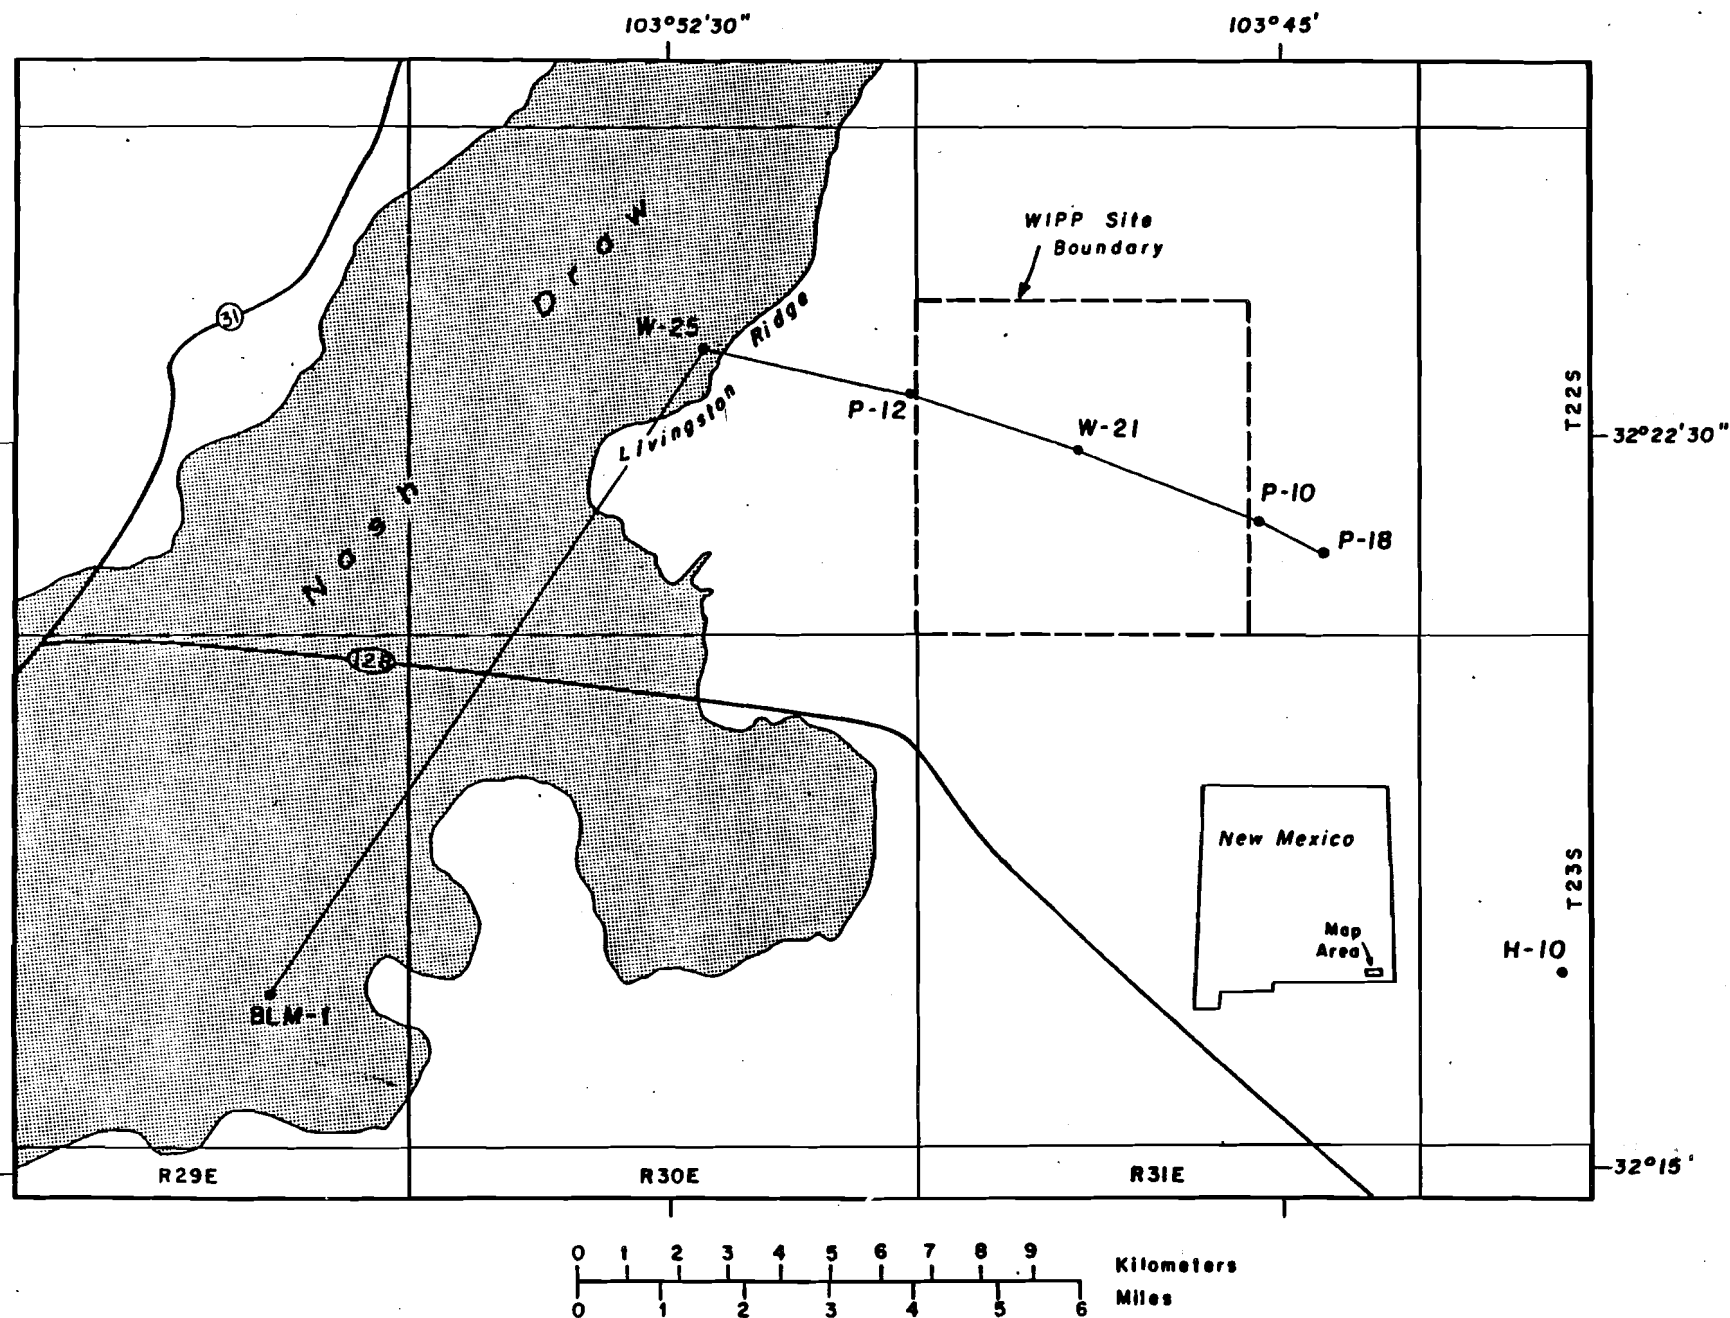 103°52'30"
103°45'
WIPP Site
Boundary
Draw
31
W-25
Ridge
P-12
Livingston
W-21
T22S
32°22'30"
P-10
P-18
Nash
128
New Mexico
T23S
Map
Area
H-10
BLM-1
R29E
R30E
R31E
32°15'
0 1 2 3 4 5 6 7 8 9
Kilometers
0 1 2 3 4 5 6
Miles